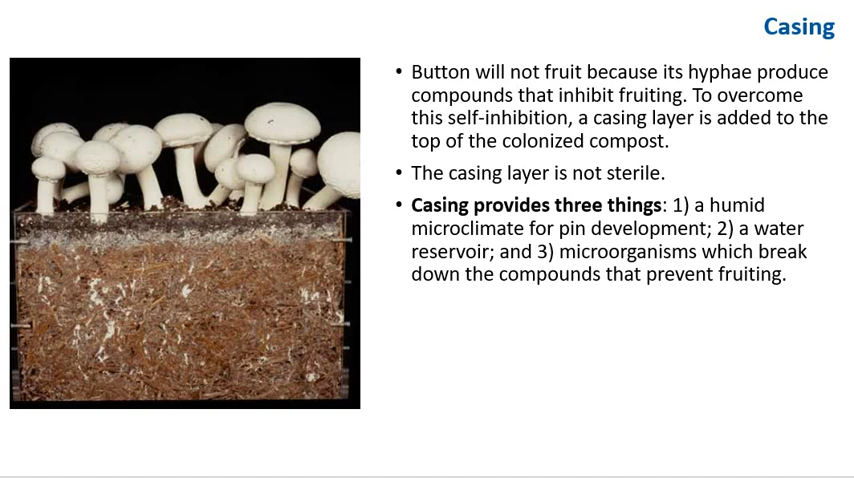 Casing
• Button will not fruit because its hyphae produce
compounds that inhibit fruiting. To overcome
this self-inhibition, a casing layer is added to the
top of the colonized compost.
• The casing layer is not sterile.
• Casing provides three things: 1) a humid
microclimate for pin development; 2) a water
reservoir; and 3) microorganisms which break
down the compounds that prevent fruiting.